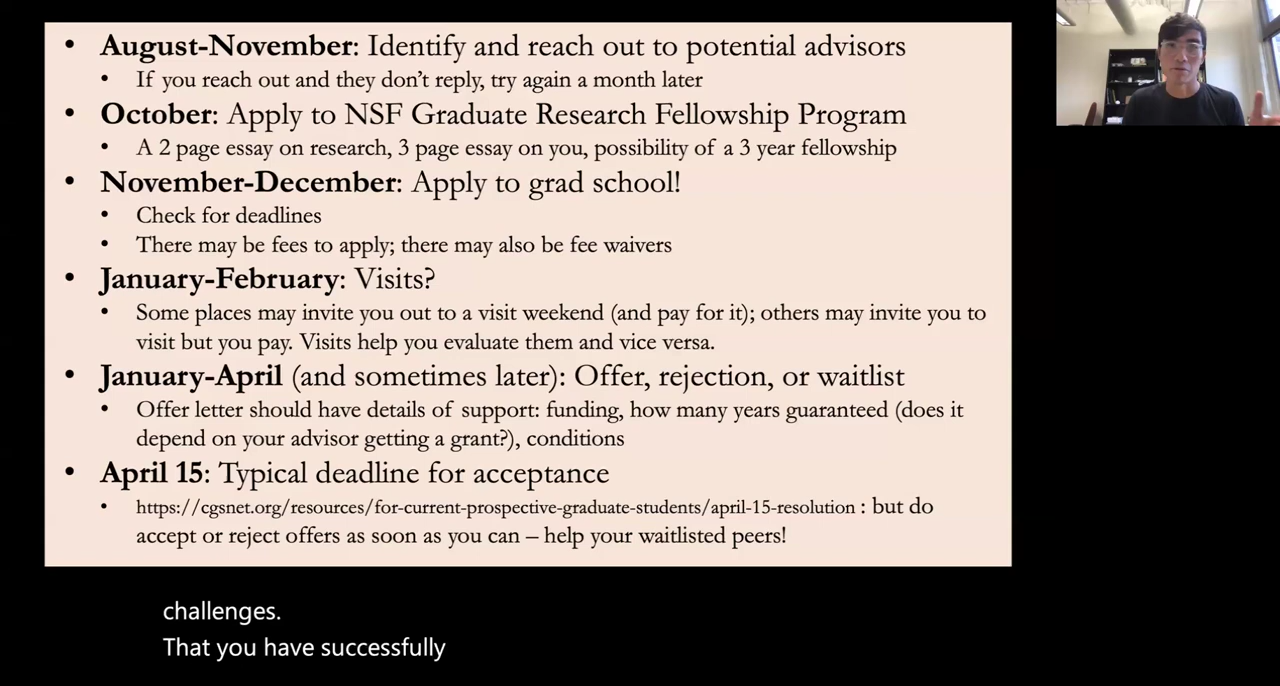 • August-November: Identify and reach out to potential advisors
• If you reach out and they don't reply, try again a month later
• October: Apply to NSF Graduate Research Fellowship Program
• A 2 page essay on research, 3 page essay on you, possibility of a 3 year fellowship
• November-December: Apply to grad school!
• Check for deadlines
• There may be fees to apply; there may also be fee waivers
• January-February: Visits?
• Some places may invite you out to a visit weekend (and pay for it); others may invite you to
visit but you pay. Visits help you evaluate them and vice versa.
• January-April (and sometimes later): Offer, rejection, or waitlist
• Offer letter should have details of support: funding, how many years guaranteed (does it
depend on your advisor getting a grant?), conditions
• April 15: Typical deadline for acceptance
• https://cgsnet.org/resources/for-current-prospective-graduate-students/april-15-resolution : but do
accept or reject offers as soon as you can – help your waitlisted peers!
challenges.
That you have successfully